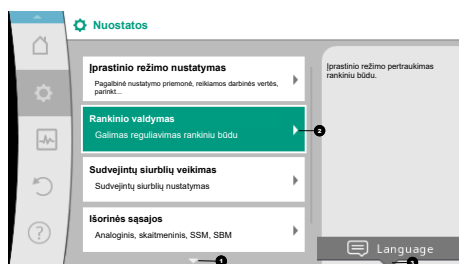 Nuostatos
Įprastinio režimo nustatymas
Pagalbinė nustatymo priemonė, reikiamos darbinės vertės,
parinkt...
Įprastinio režimo pertraukimas
rankiniu būdu.
Rankinio valdymas
Galimas reguliavimas rankiniu būdu
2
Sudvejintų siurblių veikimas
Sudvejintų siurblių nustatymas
Išorinės sąsajos
Analoginis, skaitmeninis, SSM, SBM
?
Language
1
3